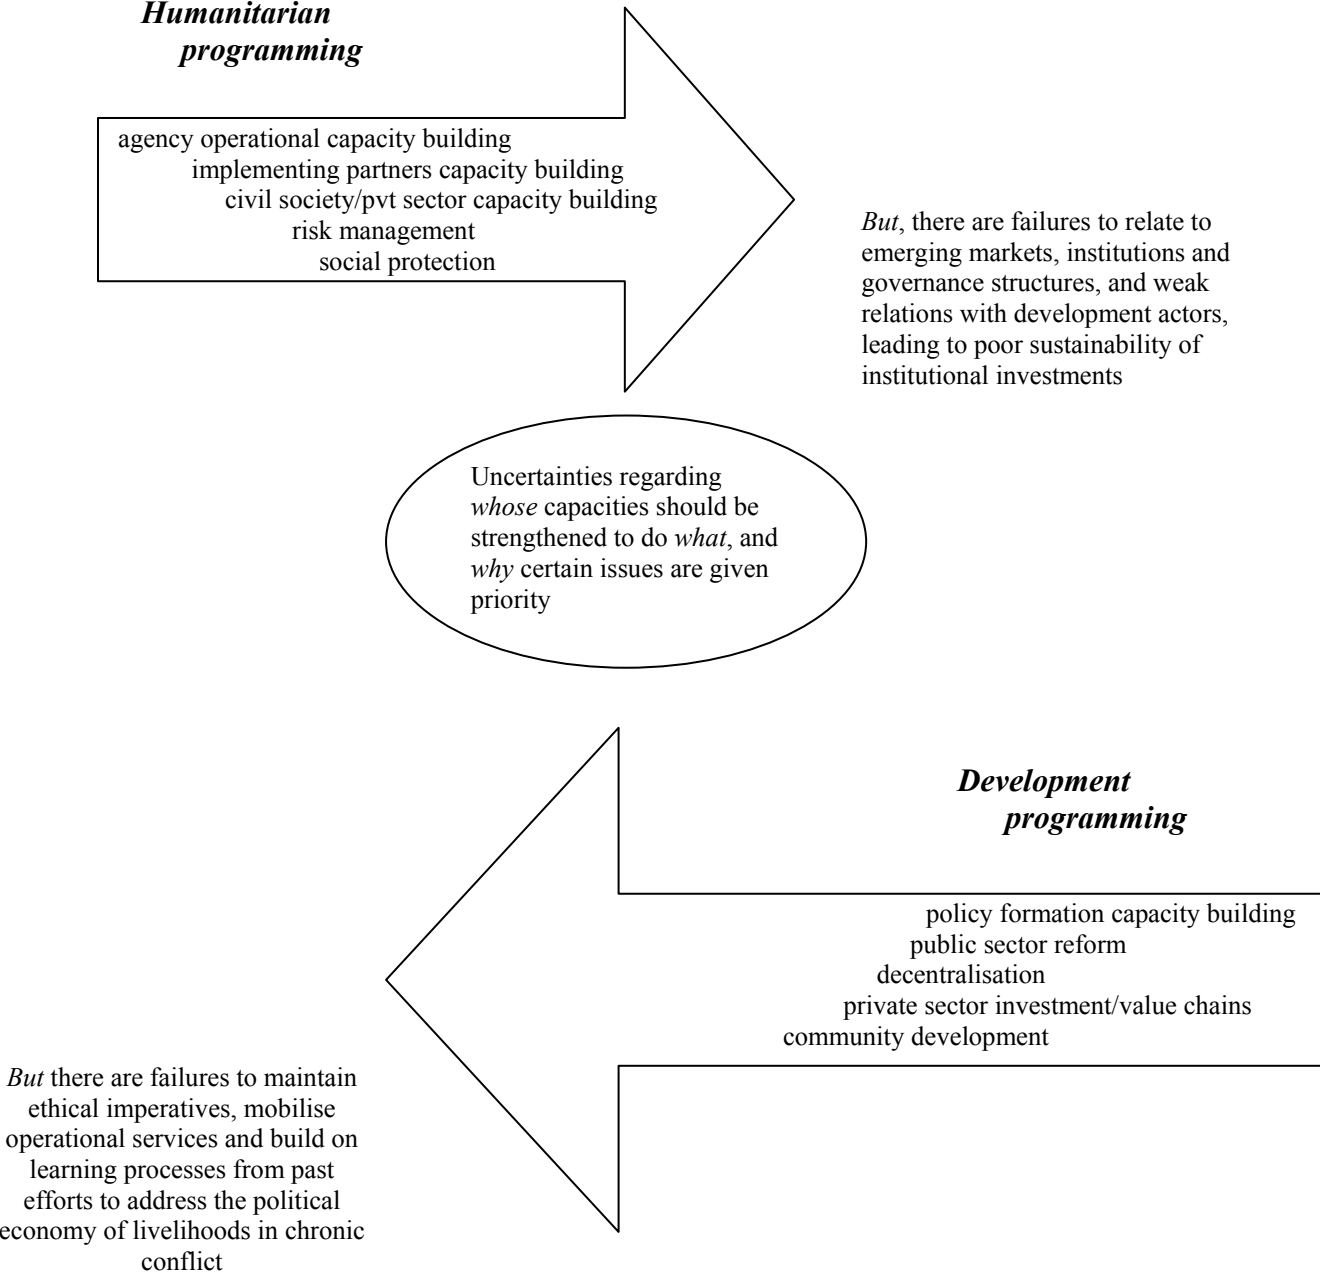 Humanitarian
programming
agency operational capacity building
implementing partners capacity building
civil society/pvt sector capacity building
risk management
social protection
But, there are failures to relate to
emerging markets, institutions and
governance structures, and weak
relations with development actors,
leading to poor sustainability of
institutional investments
Uncertainties regarding
whose capacities should be
strengthened to do what, and
why certain issues are given
priority
Development
programming
policy formation capacity building
public sector reform
decentralisation
private sector investment/value chains
community development
But there are failures to maintain
ethical imperatives, mobilise
operational services and build on
learning processes from past
efforts to address the political
economy of livelihoods in chronic
conflict